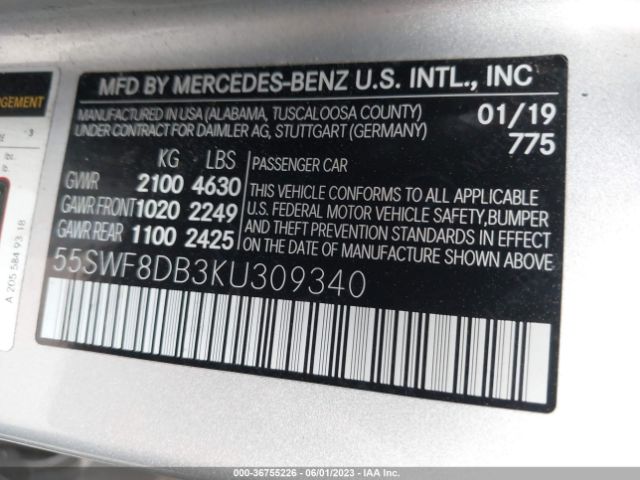 MFD BY MERCEDES-BENZ U.S. INTL., INC
MANUFACTURED IN USA (ALABAMA, TUSCALOOSA COUNTY)
UNDER CONTRACT FOR DAIMLER AG, STUTTGART (GERMANY)
01/19
775
KG LBS
GVWR 2100 4630
GAWR FRONT 1020 2249
GAWR REAR 1100 2425
PASSENGER CAR
THIS VEHICLE CONFORMS TO ALL APPLICABLE
U.S. FEDERAL MOTOR VEHICLE SAFETY,BUMPER
AND THEFT PREVENTION STANDARDS IN EFFECT
ON THE DATE OF MANUFACTURE SHOWN ABOVE
55SWF8DB3KU309340
3
A 205 584 93 18
000-36755226 - 06/01/2023 - IAA Inc.